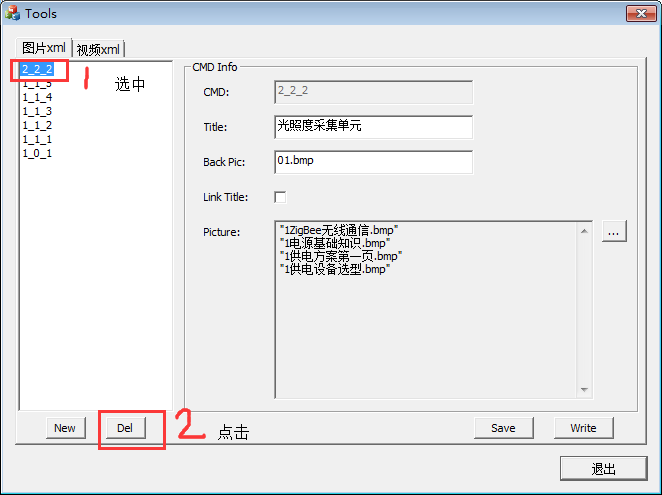 Tools
图片xml 视频xml
2_2_2
1_1_5
1_1_4
1_1_3
1_1_2
1_1_1
1_0_1
1 选中
CMD Info
CMD: 2_2_2
Title: 光照度采集单元
Back Pic: 01.bmp
Link Title:
Picture: "1ZigBee无线通信.bmp"
"1电源基础知识.bmp"
"1供电方案第一页.bmp"
"1供电设备选型.bmp"
...
New Del 2 点击 Save Write
退出